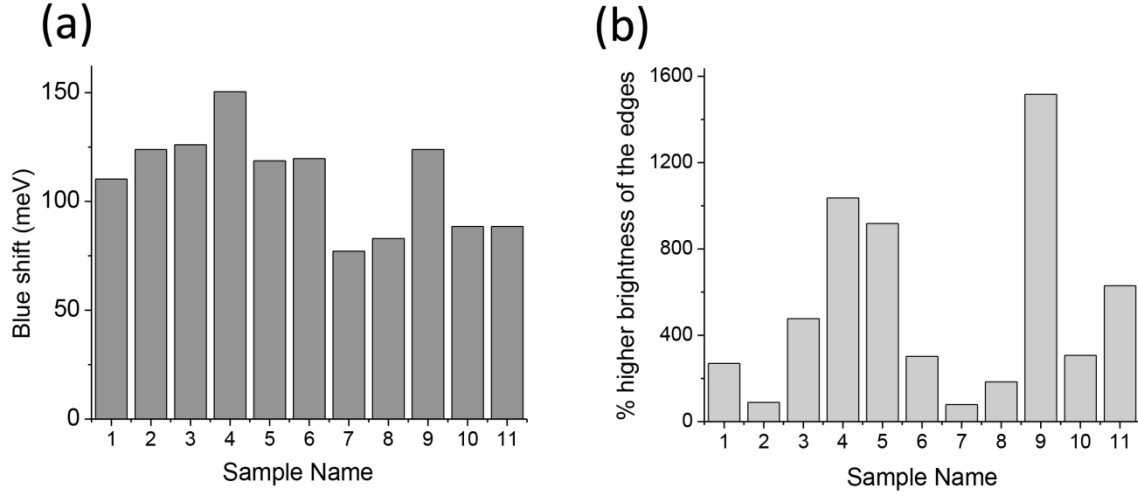 (a)
Blue shift (meV)
150
100
50
0
1 2 3 4 5 6 7 8 9 10 11
Sample Name
(b)
% higher brightness of the edges
1600
1200
800
400
0
1 2 3 4 5 6 7 8 9 10 11
Sample Name